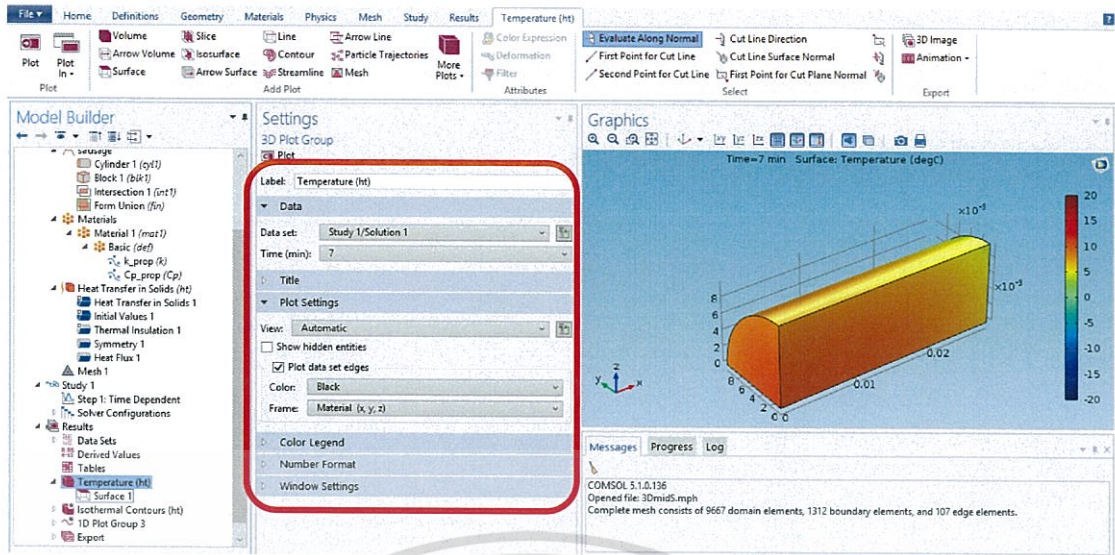 File Home Definitions Geometry Materials Physics Mesh Study Results Temperature (ht)
Plot Plot In
Volume Slice Line Arrow Line
Arrow Volume Isosurface Contour Particle Trajectories
Surface Arrow Surface Streamline Mesh
More Plots
Color Expression
Deformation
Filter
Evaluate Along Normal Cut Line Direction
First Point for Cut Line Cut Line Surface Normal
Second Point for Cut Line First Point for Cut Plane Normal
3D Image
Animation
Plot Add Plot Attributes Select Export
Model Builder
sausage
Cylinder 1 (cyl1)
Block 1 (blk1)
Intersection 1 (int1)
Form Union (fin)
Materials
Material 1 (mat1)
Basic (def)
k_prop (k)
Cp_prop (Cp)
Heat Transfer in Solids (ht)
Heat Transfer in Solids 1
Initial Values 1
Thermal Insulation 1
Symmetry 1
Heat Flux 1
Mesh 1
Study 1
Step 1: Time Dependent
Solver Configurations
Results
Data Sets
Derived Values
Tables
Temperature (ht)
Surface 1
Isothermal Contours (ht)
1D Plot Group 3
Export
Settings
3D Plot Group
Plot
Label: Temperature (ht)
Data
Data set: Study 1/Solution 1
Time (min): 7
Title
Plot Settings
View: Automatic
Show hidden entities
Plot data set edges
Color: Black
Frame: Material (x, y, z)
Color Legend
Number Format
Window Settings
Graphics
Time=7 min Surface: Temperature (degC)
×10⁻³
×10⁻³
8
6
4
2
0
8
6
4
2
0 0
0.01
0.02
y z x
20
15
10
5
0
-5
-10
-15
-20
Messages Progress Log
COMSOL 5.1.0.136
Opened file: 3Dmid5.mph
Complete mesh consists of 9667 domain elements, 1312 boundary elements, and 107 edge elements.